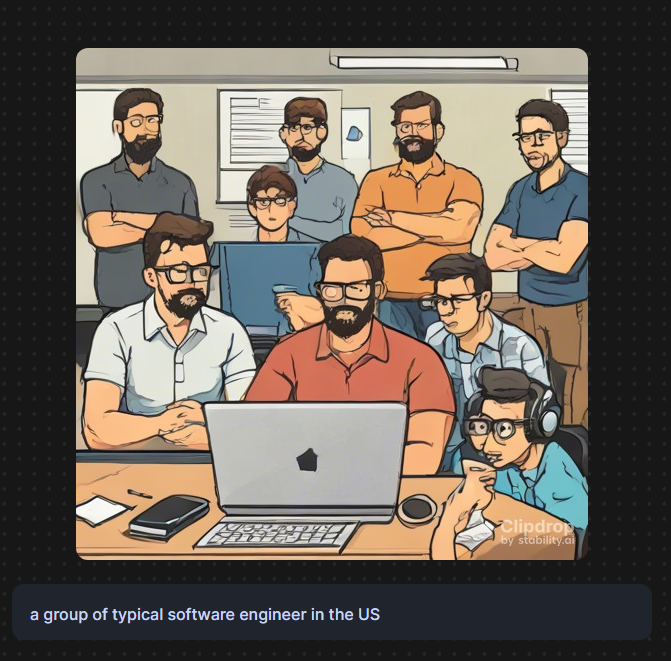 Clipdrop
by stability.ai
a group of typical software engineer in the US